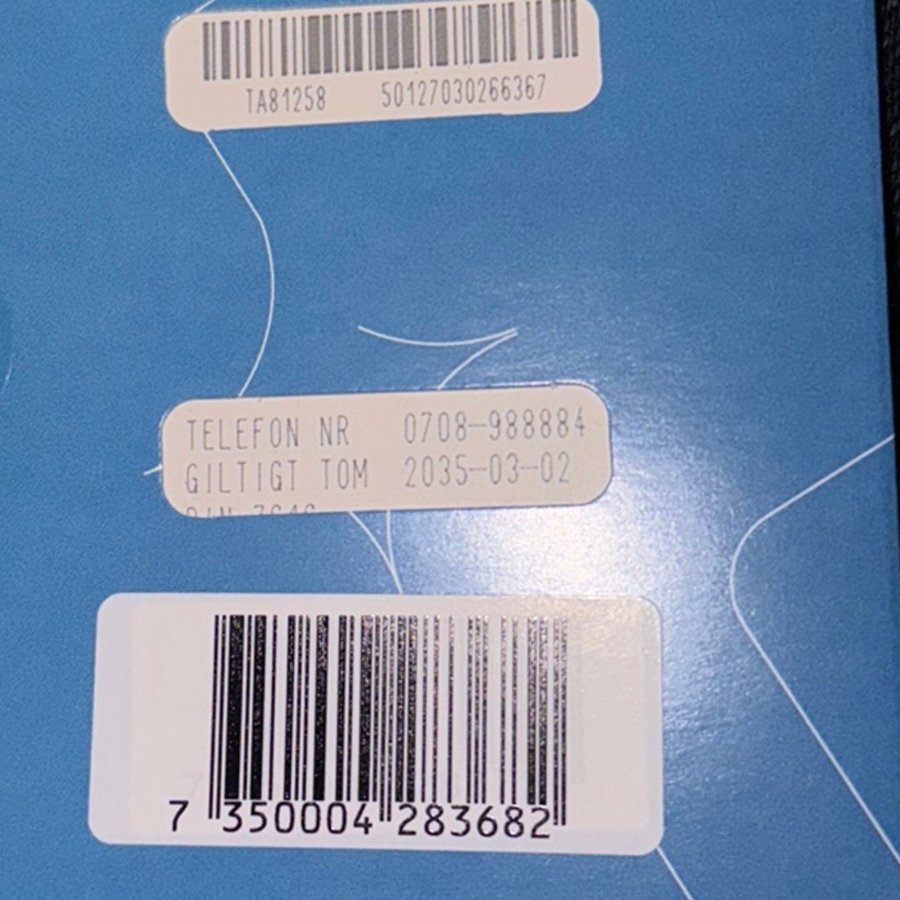 TA81258 50127030266367
TELEFON NR 0708-988884
GILTIGT TOM 2035-03-02
7 350004 283682